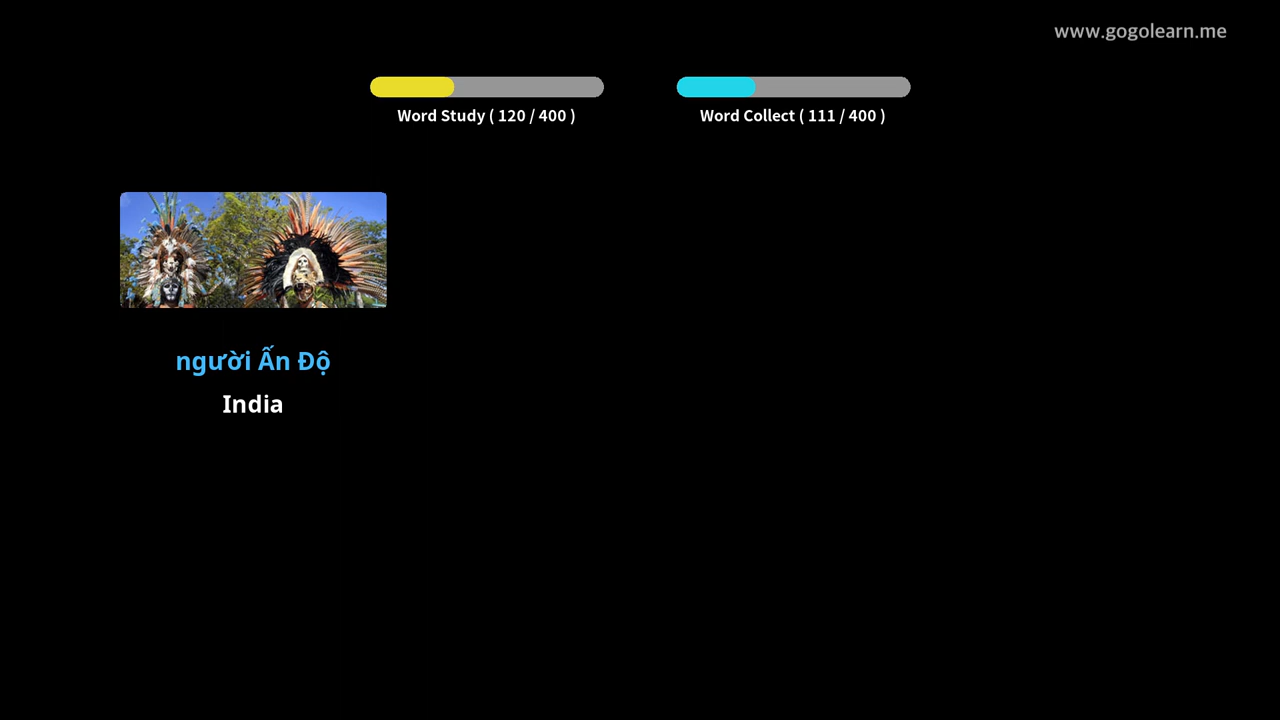 www.gogolearn.me
Word Study ( 120 / 400 )
Word Collect ( 111 / 400 )
người Ấn Độ
India